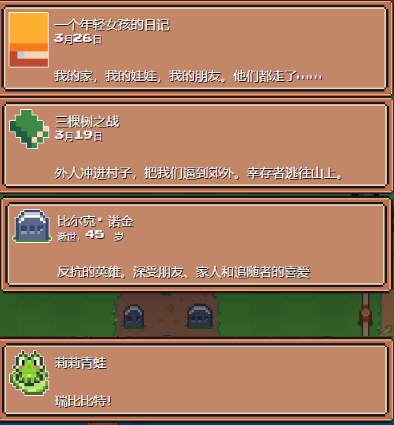 一个年轻女孩的日记
3月26日
我的家，我的娃娃，我的朋友。他们都走了……
三棵树之战
3月19日
外人冲进村子，把我们逼到郊外。幸存者逃往山上。
比尔克·诺金
逝世，45 岁
反抗的英雄，深受朋友、家人和追随者的喜爱
莉莉青蛙
瑞比比特!